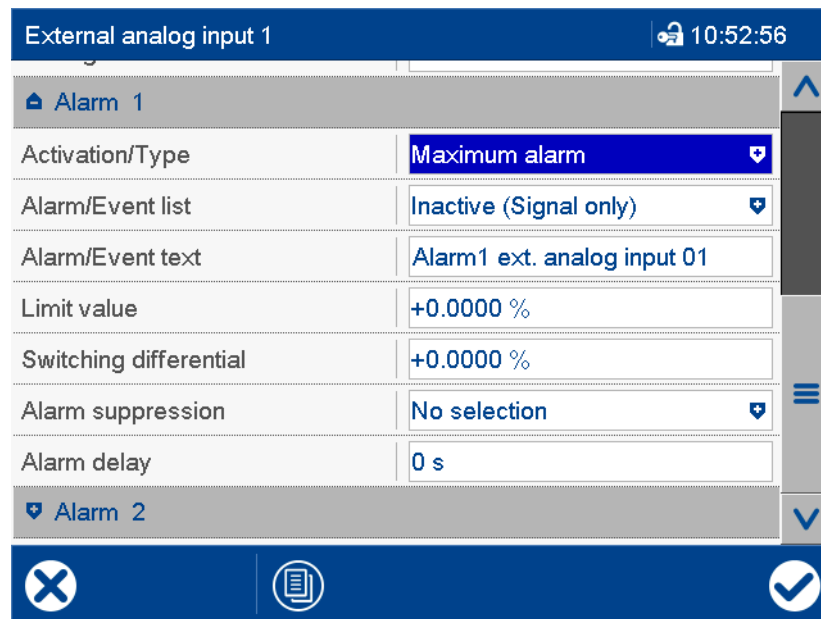 External analog input 1 10:52:56
Alarm 1
Activation/Type Maximum alarm
Alarm/Event list Inactive (Signal only)
Alarm/Event text Alarm1 ext. analog input 01
Limit value +0.0000 %
Switching differential +0.0000 %
Alarm suppression No selection
Alarm delay 0 s
Alarm 2